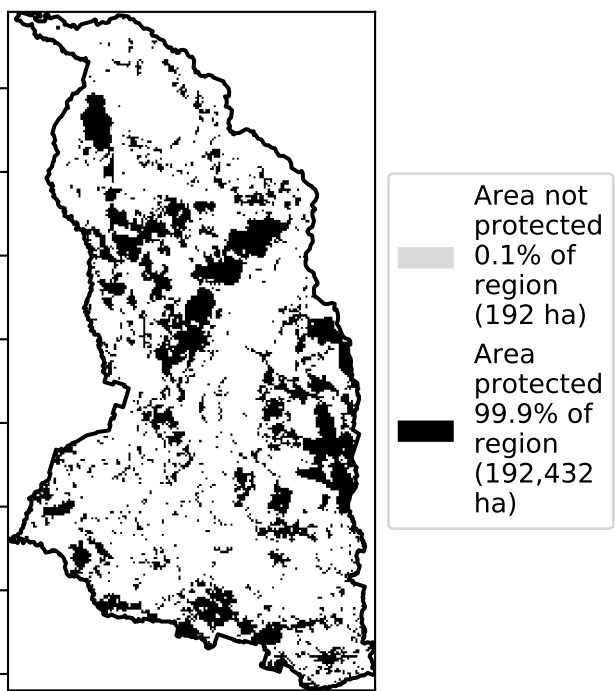 Area not
protected
0.1% of
region
(192 ha)
Area
protected
99.9% of
region
(192,432
ha)